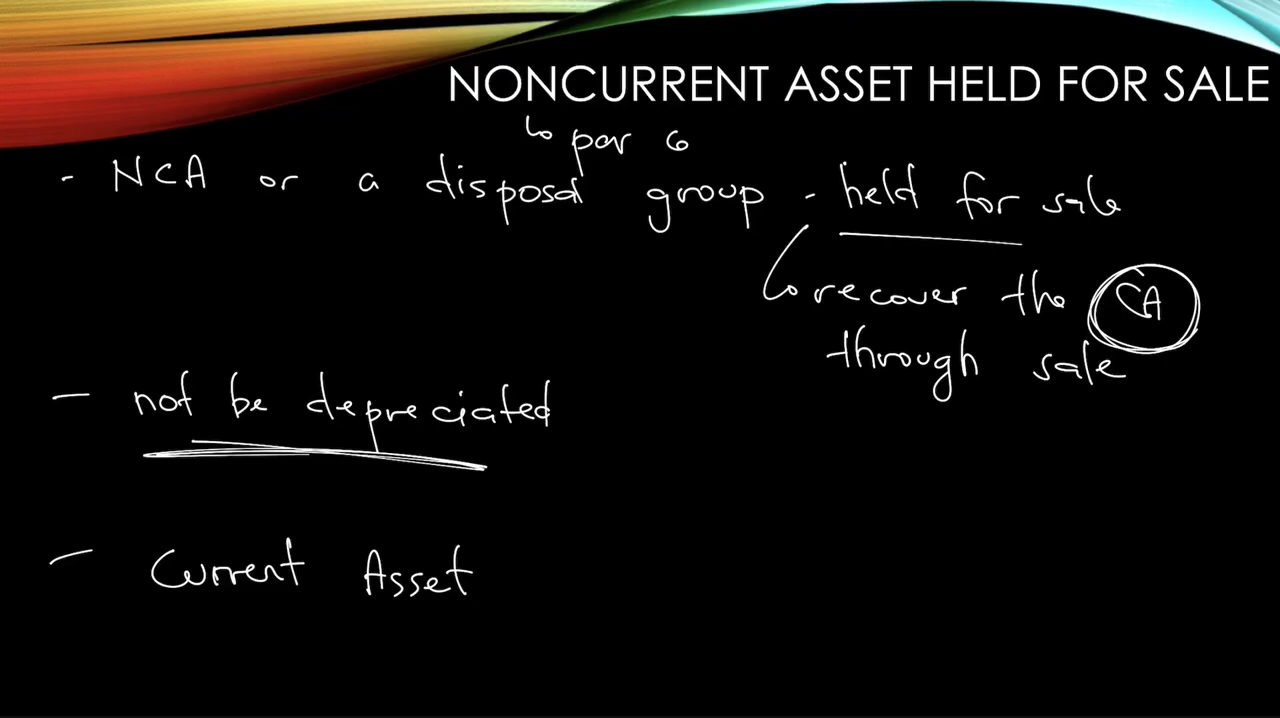 NONCURRENT ASSET HELD FOR SALE
par 6
- NCA or a disposal group - held for sale
recover the CA
through sale
- not be depreciated
- Current Asset